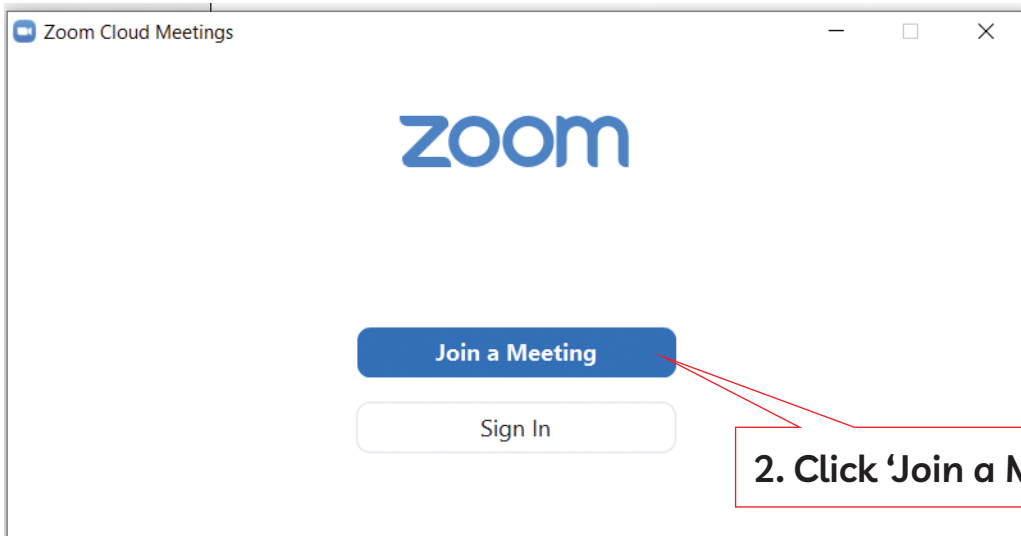 Zoom Cloud Meetings
zoom
Join a Meeting
Sign In
2. Click ‘Join a